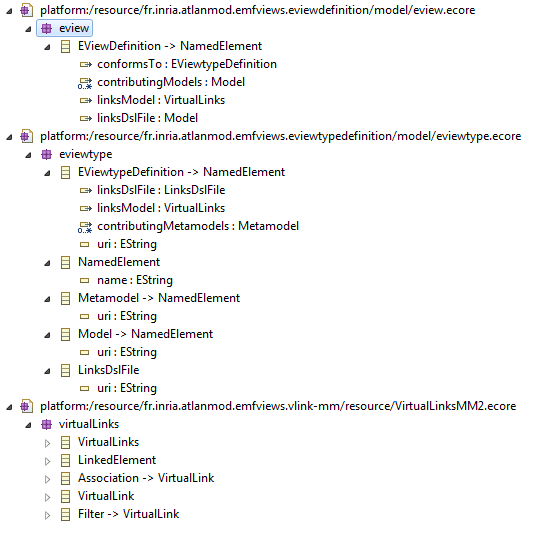 platform:/resource/fr.inria.atlanmod.emfviews.eviewdefinition/model/eview.ecore
eview
EViewDefinition -> NamedElement
conformsTo : EViewtypeDefinition
0..* contributingModels : Model
linksModel : VirtualLinks
linksDslFile : Model
platform:/resource/fr.inria.atlanmod.emfviews.eviewtypedefinition/model/eviewtype.ecore
eviewtype
EViewtypeDefinition -> NamedElement
linksDslFile : LinksDslFile
linksModel : VirtualLinks
0..* contributingMetamodels : Metamodel
uri : EString
NamedElement
name : EString
Metamodel -> NamedElement
uri : EString
Model -> NamedElement
uri : EString
LinksDslFile
uri : EString
platform:/resource/fr.inria.atlanmod.emfviews.vlink-mm/resource/VirtualLinksMM2.ecore
virtualLinks
VirtualLinks
LinkedElement
Association -> VirtualLink
VirtualLink
Filter -> VirtualLink